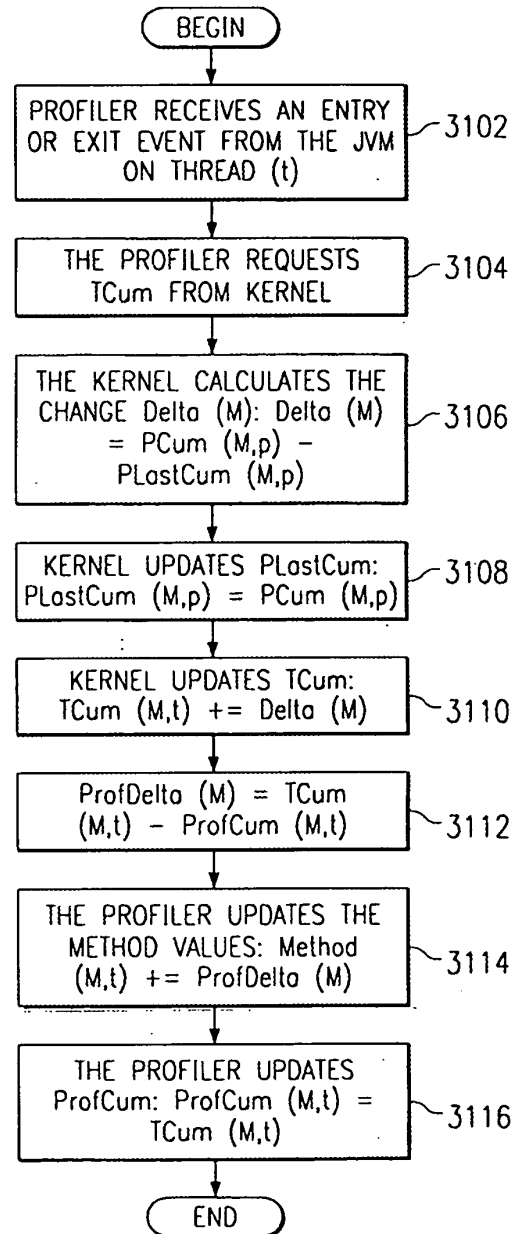 BEGIN
PROFILER RECEIVES AN ENTRY
OR EXIT EVENT FROM THE JVM
ON THREAD (t)
3102
THE PROFILER REQUESTS
TCum FROM KERNEL
3104
THE KERNEL CALCULATES THE
CHANGE Delta (M): Delta (M)
= PCum (M,p) -
PLastCum (M,p)
3106
KERNEL UPDATES PLastCum:
PLastCum (M,p) = PCum (M,p)
3108
KERNEL UPDATES TCum:
TCum (M,t) += Delta (M)
3110
ProfDelta (M) = TCum
(M,t) - ProfCum (M,t)
3112
THE PROFILER UPDATES THE
METHOD VALUES: Method
(M,t) += ProfDelta (M)
3114
THE PROFILER UPDATES
ProfCum: ProfCum (M,t) =
TCum (M,t)
3116
END